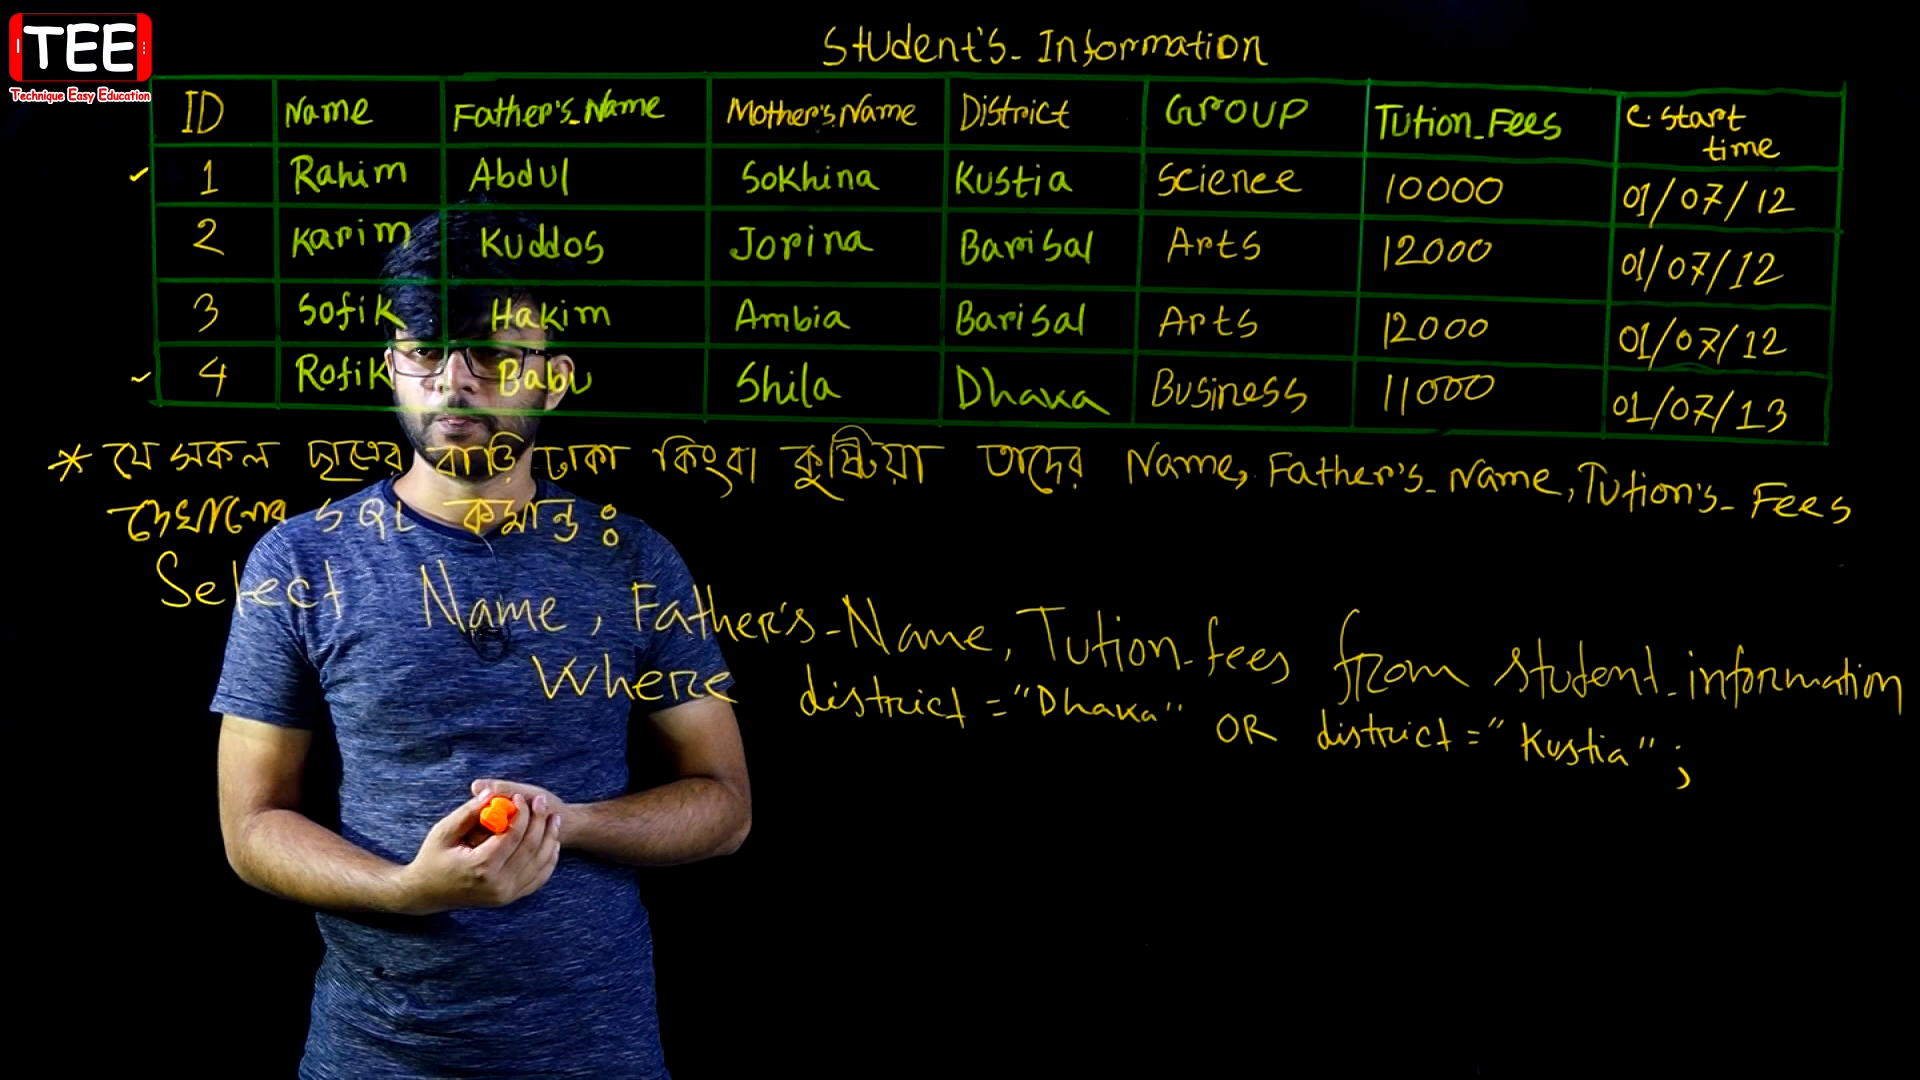 TEE
Technique Easy Education
Student's_Information
ID Name Father's_Name Mother's_Name District Group Tution_Fees C. Start time
1 Rahim Abdul Sokhina Kustia Science 10000 01/07/12
2 Karim Kuddos Jorina Barisal Arts 12000 01/07/12
3 Sofik Hakim Ambia Barisal Arts 12000 01/07/12
4 Rofik Babu Shila Dhaka Business 11000 01/07/13
* যে সকল ছাত্রের বাড়ি ঢাকা কিংবা কুষ্টিয়া তাদের Name, Father's_Name, Tution's_Fees
দেখানোর SQL কমান্ড :
Select Name, Father's_Name, Tution_fees from student_information
Where district = "Dhaka" OR district = "Kustia" ;